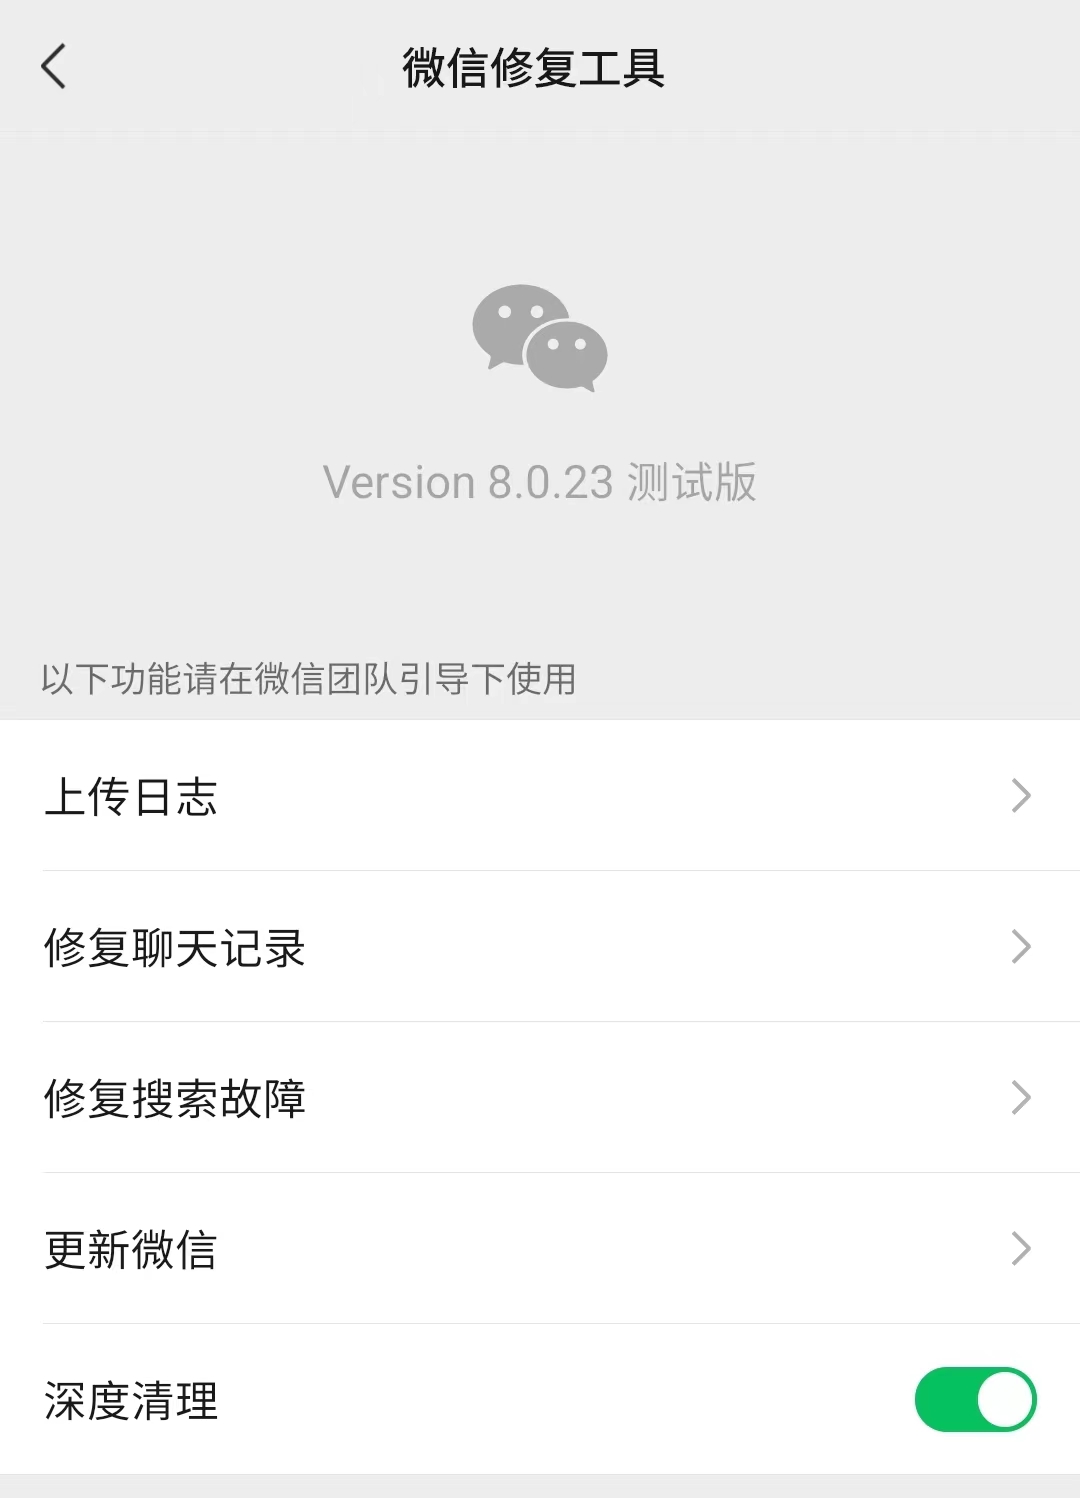 微信修复工具
Version 8.0.23 测试版
以下功能请在微信团队引导下使用
上传日志
修复聊天记录
修复搜索故障
更新微信
深度清理